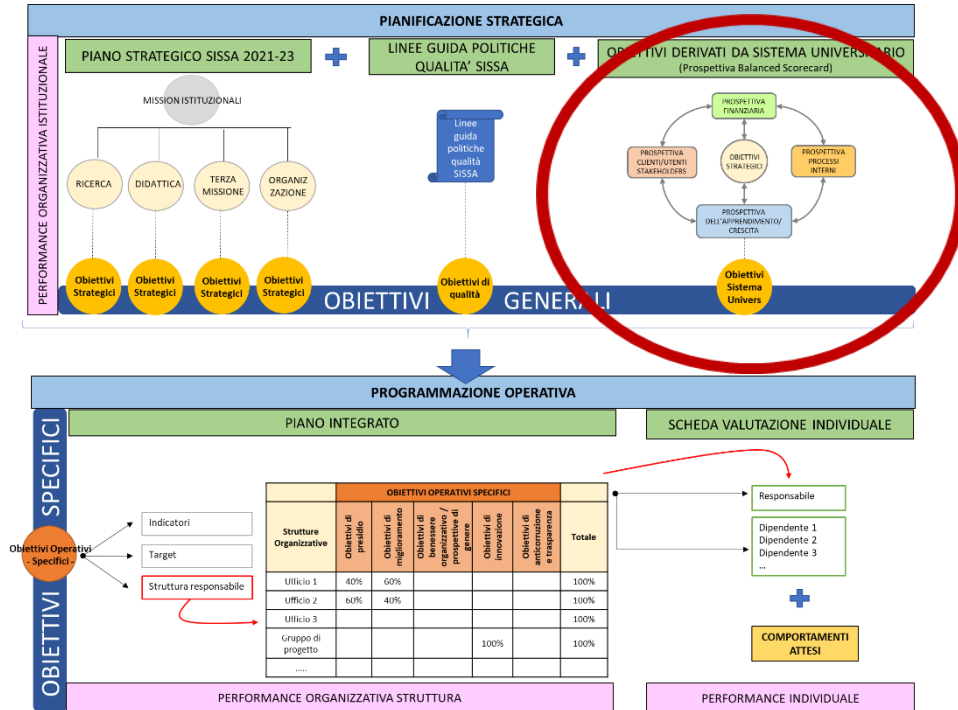 PIANIFICAZIONE STRATEGICA
PERFORMANCE ORGANIZZATIVA ISTITUZIONALE
PIANO STRATEGICO SISSA 2021-23
LINEE GUIDA POLITICHE
QUALITA' SISSA
OBIETTIVI DERIVATI DA SISTEMA UNIVERSITARIO
(Prospettiva Balanced Scorecard)
MISSION ISTITUZIONALI
RICERCA
DIDATTICA
TERZA
MISSIONE
ORGANIZ
ZAZIONE
Linee
guida
politiche
qualità
SISSA
PROSPETTIVA
FINANZIARIA
PROSPETTIVA
CLIENTI/UTENTI
STAKEHOLDERS
OBIETTIVI
STRATEGICI
PROSPETTIVA
PROCESSI
INTERNI
PROSPETTIVA
DELL'APPRENDIMENTO/
CRESCITA
Obiettivi
Strategici
Obiettivi
Strategici
Obiettivi
Strategici
Obiettivi
Strategici
Obiettivi di
qualità
Obiettivi
Sistema
Univers
OBIETTIVI GENERALI
PROGRAMMAZIONE OPERATIVA
OBIETTIVI SPECIFICI
PIANO INTEGRATO
SCHEDA VALUTAZIONE INDIVIDUALE
Obiettivi Operativi
- Specifici -
Indicatori
Target
Struttura responsabile
OBIETTIVI OPERATIVI SPECIFICI
Strutture
Organizzative
Obiettivi di
presidio
Obiettivi di
miglioramento
Obiettivi di
benessere
organizzativo /
prospettive di
genere
Obiettivi di
innovazione
Obiettivi di
anticorruzione
e trasparenza
Totale
Ufficio 1 40% 60% 100%
Ufficio 2 60% 40% 100%
Ufficio 3 100%
Gruppo di
progetto 100% 100%
.....
Responsabile
Dipendente 1
Dipendente 2
Dipendente 3
...
COMPORTAMENTI
ATTESI
PERFORMANCE ORGANIZZATIVA STRUTTURA
PERFORMANCE INDIVIDUALE